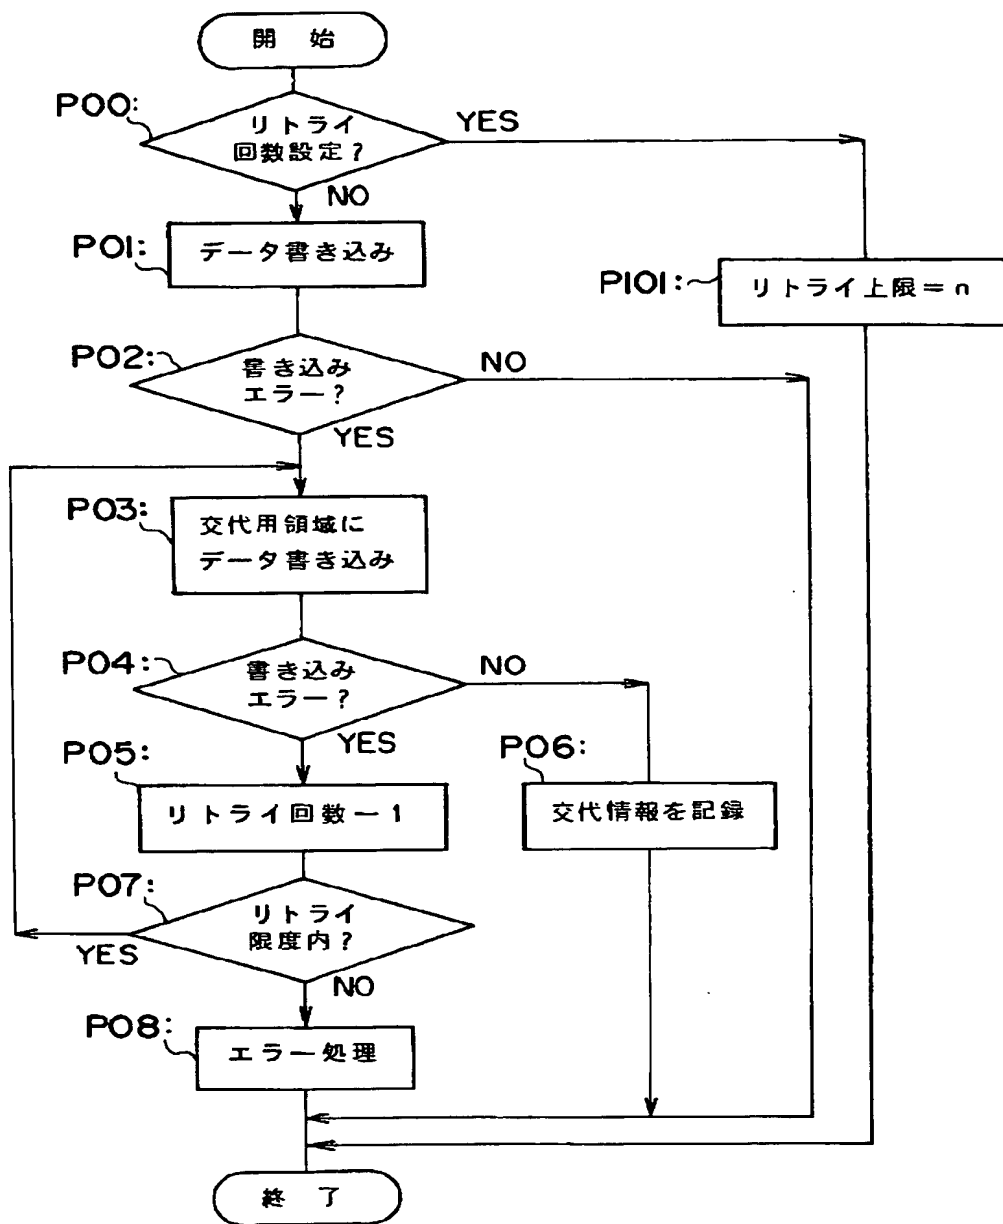 開 始
P00:
リトライ
回数設定?
YES
NO
P01:
データ書き込み
P101:
リトライ上限=n
P02:
書き込み
エラー?
NO
YES
P03:
交代用領域に
データ書き込み
P04:
書き込み
エラー?
NO
YES
P05:
リトライ回数-1
P06:
交代情報を記録
P07:
リトライ
限度内?
YES
NO
P08:
エラー処理
終 了